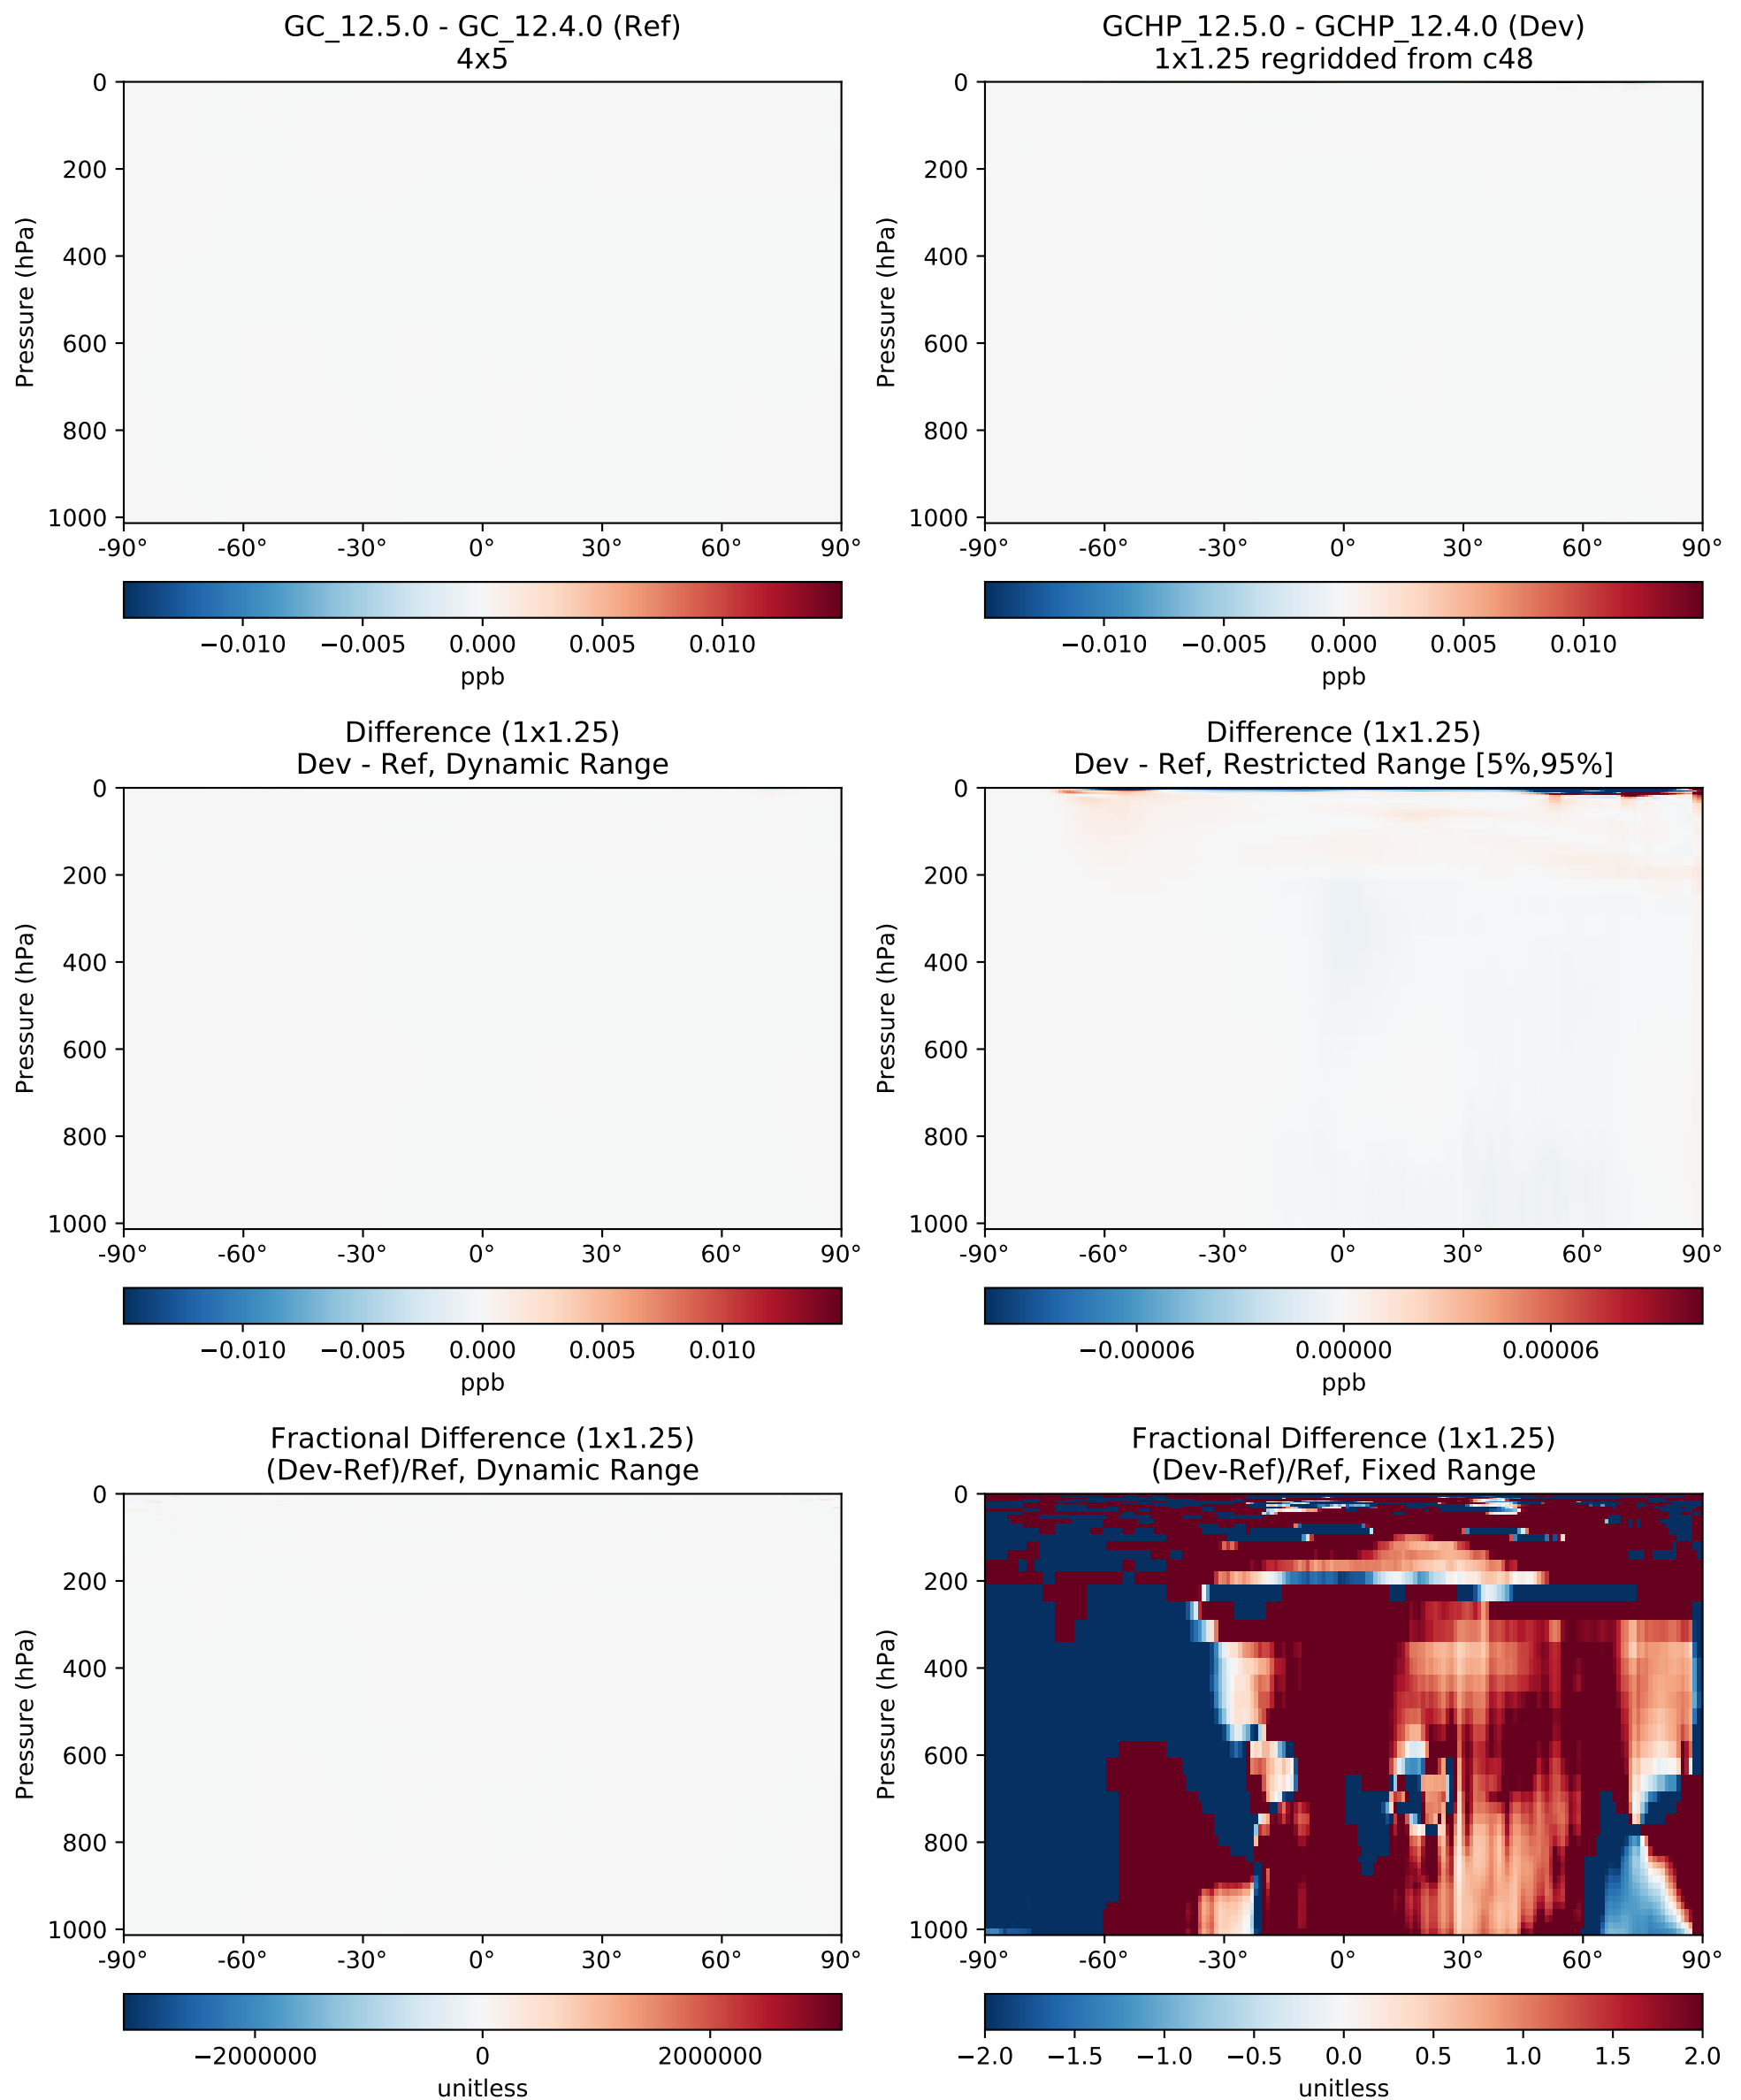 GC_12.5.0 - GC_12.4.0 (Ref)
4x5
0
200
400
600
800
1000
Pressure (hPa)
-90° -60° -30° 0° 30° 60° 90°
−0.010 −0.005 0.000 0.005 0.010
ppb
GCHP_12.5.0 - GCHP_12.4.0 (Dev)
1x1.25 regridded from c48
0
200
400
600
800
1000
Pressure (hPa)
-90° -60° -30° 0° 30° 60° 90°
−0.010 −0.005 0.000 0.005 0.010
ppb
Difference (1x1.25)
Dev - Ref, Dynamic Range
0
200
400
600
800
1000
Pressure (hPa)
-90° -60° -30° 0° 30° 60° 90°
−0.010 −0.005 0.000 0.005 0.010
ppb
Difference (1x1.25)
Dev - Ref, Restricted Range [5%,95%]
0
200
400
600
800
1000
Pressure (hPa)
-90° -60° -30° 0° 30° 60° 90°
−0.00006 0.00000 0.00006
ppb
Fractional Difference (1x1.25)
(Dev-Ref)/Ref, Dynamic Range
0
200
400
600
800
1000
Pressure (hPa)
-90° -60° -30° 0° 30° 60° 90°
−2000000 0 2000000
unitless
Fractional Difference (1x1.25)
(Dev-Ref)/Ref, Fixed Range
0
200
400
600
800
1000
Pressure (hPa)
-90° -60° -30° 0° 30° 60° 90°
−2.0 −1.5 −1.0 −0.5 0.0 0.5 1.0 1.5 2.0
unitless